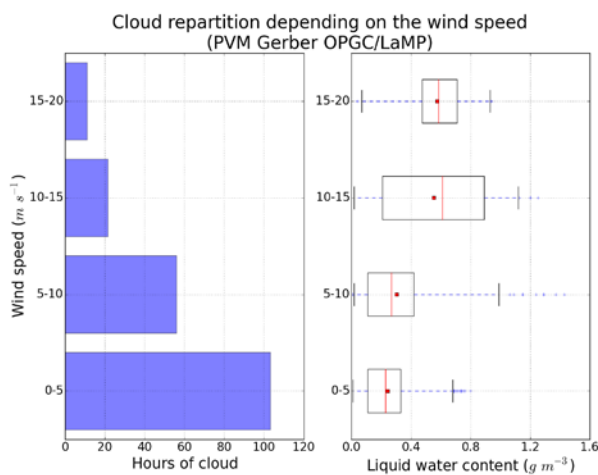 Cloud repartition depending on the wind speed
(PVM Gerber OPGC/LaMP)
Wind speed (m s⁻¹)
15-20
10-15
5-10
0-5
0 20 40 60 80 100 120
Hours of cloud
15-20
10-15
5-10
0-5
0.0 0.4 0.8 1.2 1.6
Liquid water content (g m⁻³)